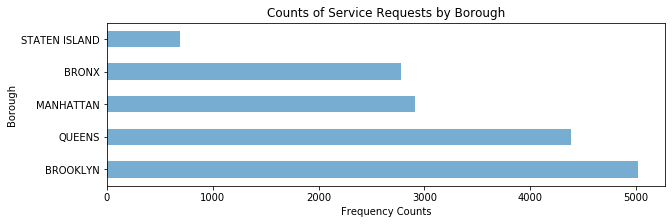 Counts of Service Requests by Borough
STATEN ISLAND
BRONX
MANHATTAN
QUEENS
BROOKLYN
Borough
0 1000 2000 3000 4000 5000
Frequency Counts